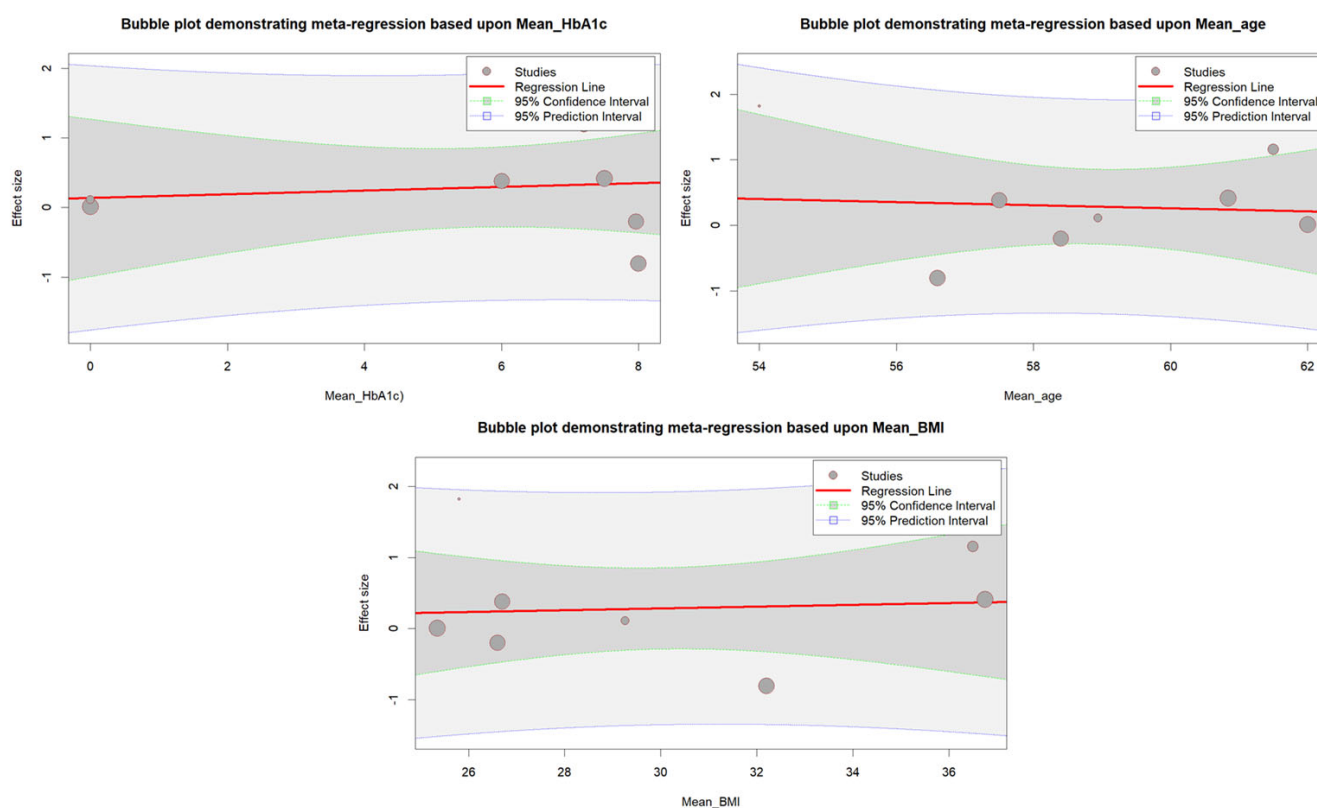 Bubble plot demonstrating meta-regression based upon Mean_HbA1c
Effect size
2
1
0
-1
Studies
Regression Line
95% Confidence Interval
95% Prediction Interval
0
2
4
6
8
Mean_HbA1c)
Bubble plot demonstrating meta-regression based upon Mean_age
Effect size
2
1
0
-1
Studies
Regression Line
95% Confidence Interval
95% Prediction Interval
54
56
58
60
62
Mean_age
Bubble plot demonstrating meta-regression based upon Mean_BMI
Effect size
2
1
0
-1
Studies
Regression Line
95% Confidence Interval
95% Prediction Interval
26
28
30
32
34
36
Mean_BMI